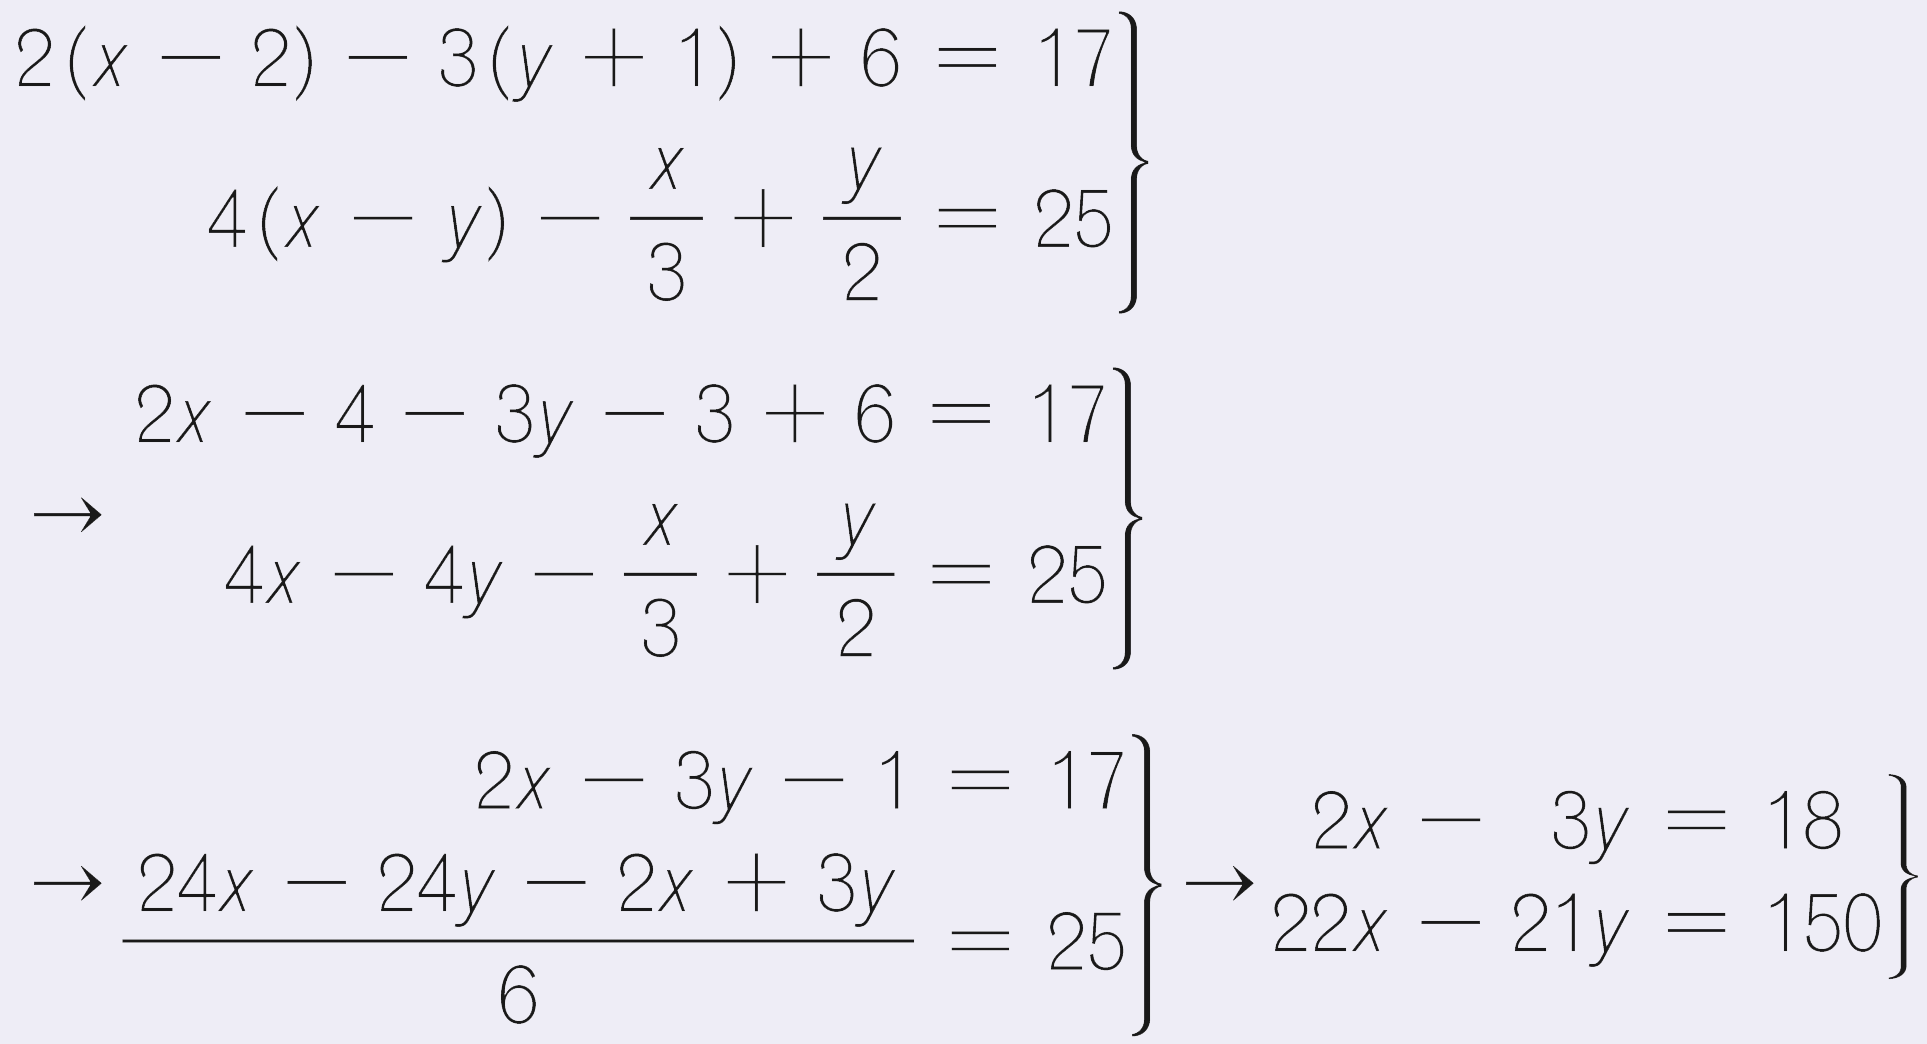 2(x − 2) − 3(y + 1) + 6 = 17
4(x − y) − x/3 + y/2 = 25 }
→ 2x − 4 − 3y − 3 + 6 = 17
4x − 4y − x/3 + y/2 = 25 }
→ 2x − 3y − 1 = 17
(24x − 24y − 2x + 3y)/6 = 25 }
→ 2x − 3y = 18
22x − 21y = 150 }